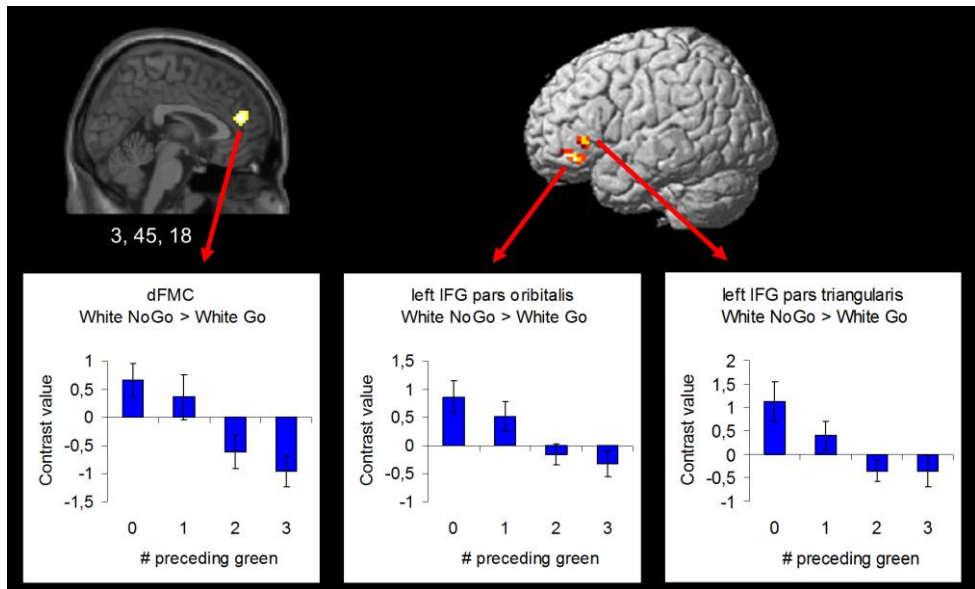 3, 45, 18
dFMC
White NoGo > White Go
Contrast value
1
0,5
0
-0,5
-1
-1,5
0 1 2 3
# preceding green
left IFG pars oribitalis
White NoGo > White Go
Contrast value
1,5
1
0,5
0
-0,5
-1
0 1 2 3
# preceding green
left IFG pars triangularis
White NoGo > White Go
Contrast value
2
1,5
1
0,5
0
-0,5
-1
0 1 2 3
# preceding green